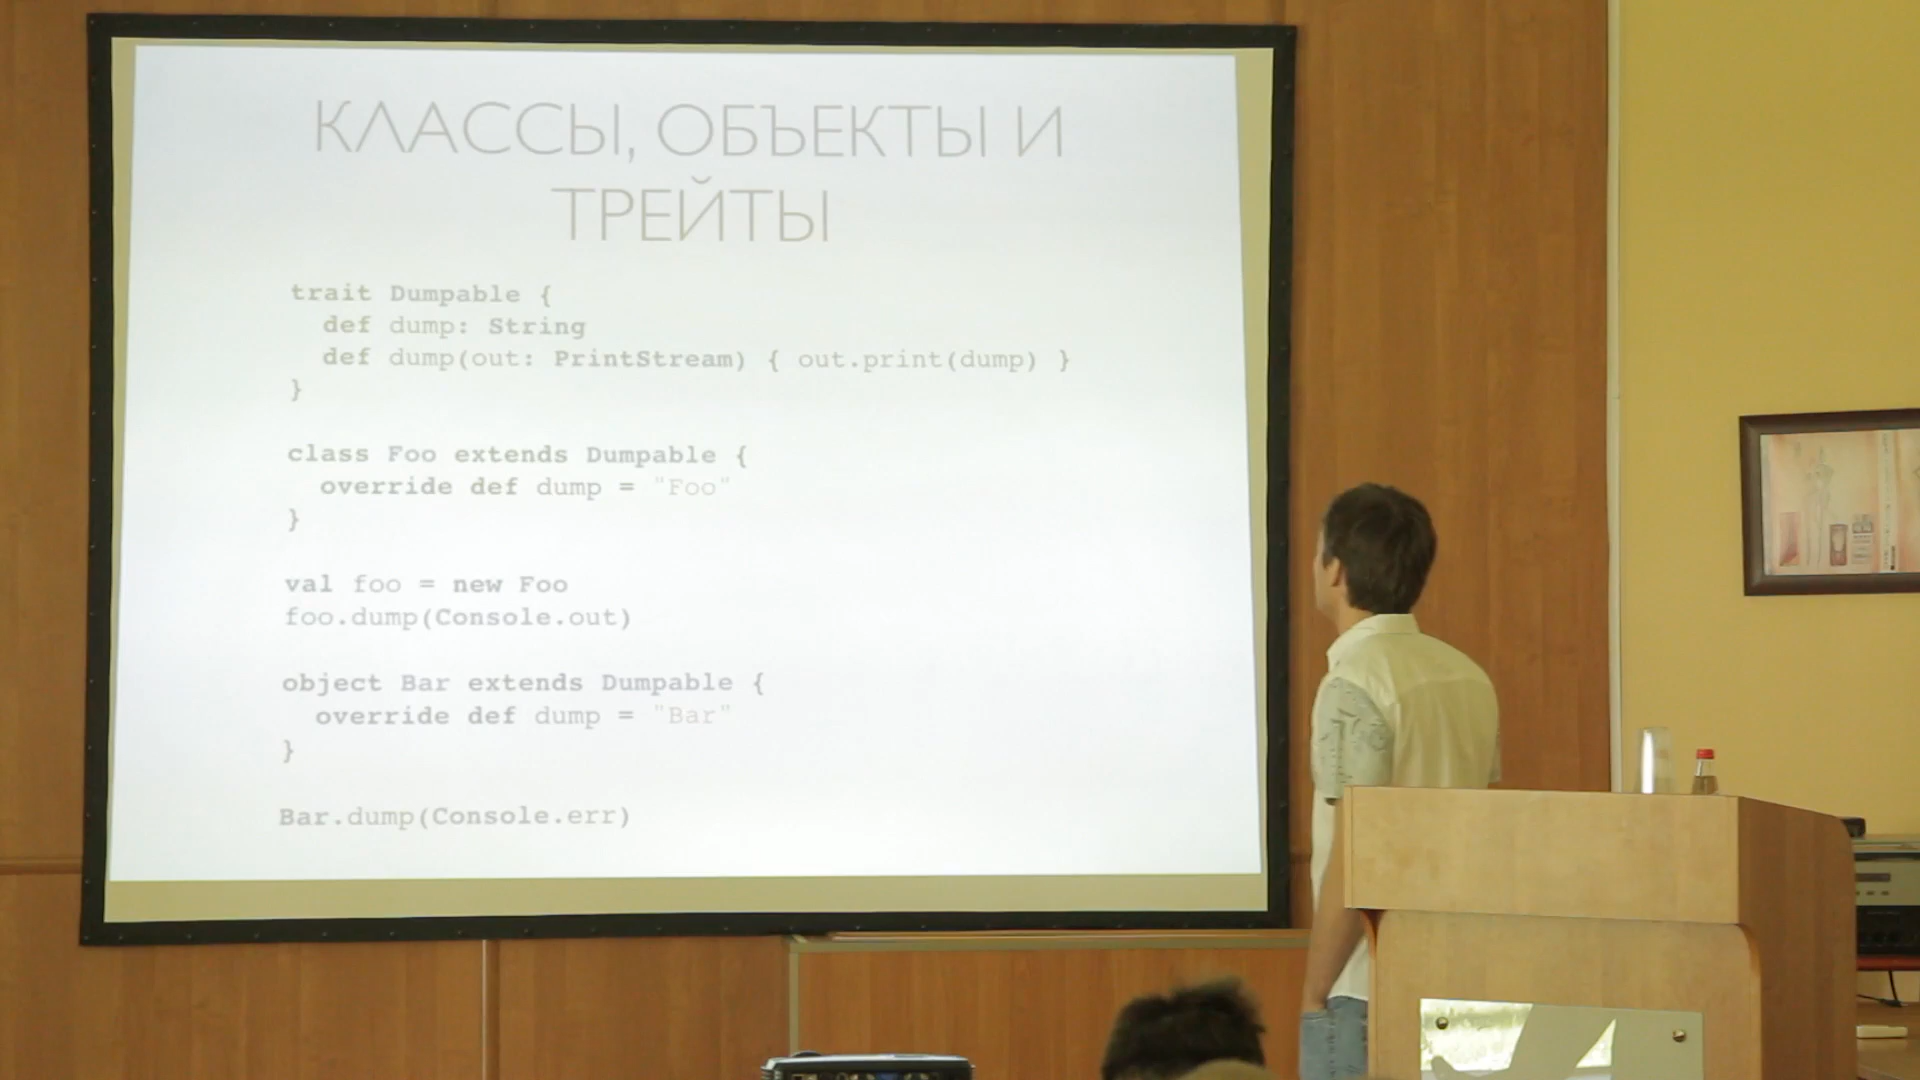 КЛАССЫ, ОБЪЕКТЫ И
ТРЕЙТЫ
trait Dumpable {
def dump: String
def dump(out: PrintStream) { out.print(dump) }
}
class Foo extends Dumpable {
override def dump = "Foo"
}
val foo = new Foo
foo.dump(Console.out)
object Bar extends Dumpable {
override def dump = "Bar"
}
Bar.dump(Console.err)